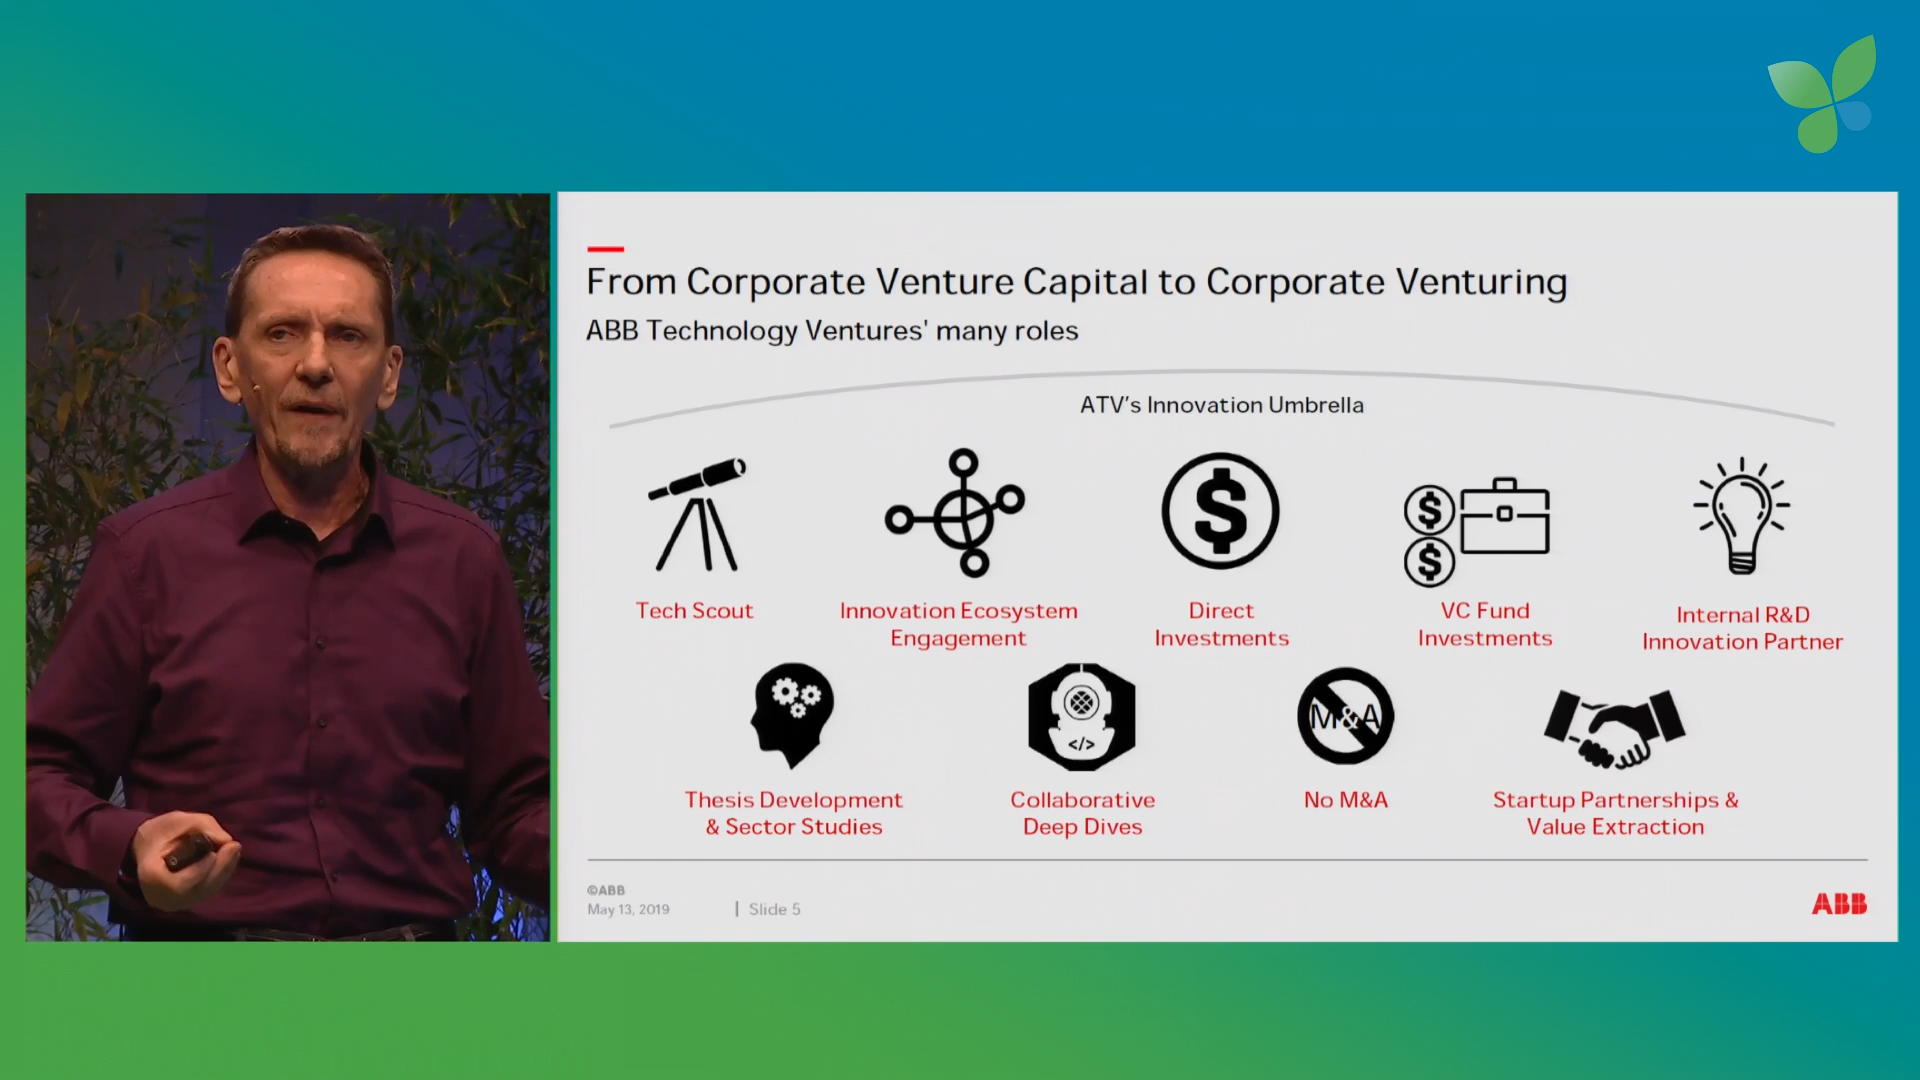 From Corporate Venture Capital to Corporate Venturing
ABB Technology Ventures' many roles
ATV's Innovation Umbrella
Tech Scout
Innovation Ecosystem
Engagement
Direct
Investments
VC Fund
Investments
Internal R&D
Innovation Partner
M&A
Thesis Development
& Sector Studies
</>
Collaborative
Deep Dives
No M&A
Startup Partnerships &
Value Extraction
©ABB
May 13, 2019 | Slide 5
ABB